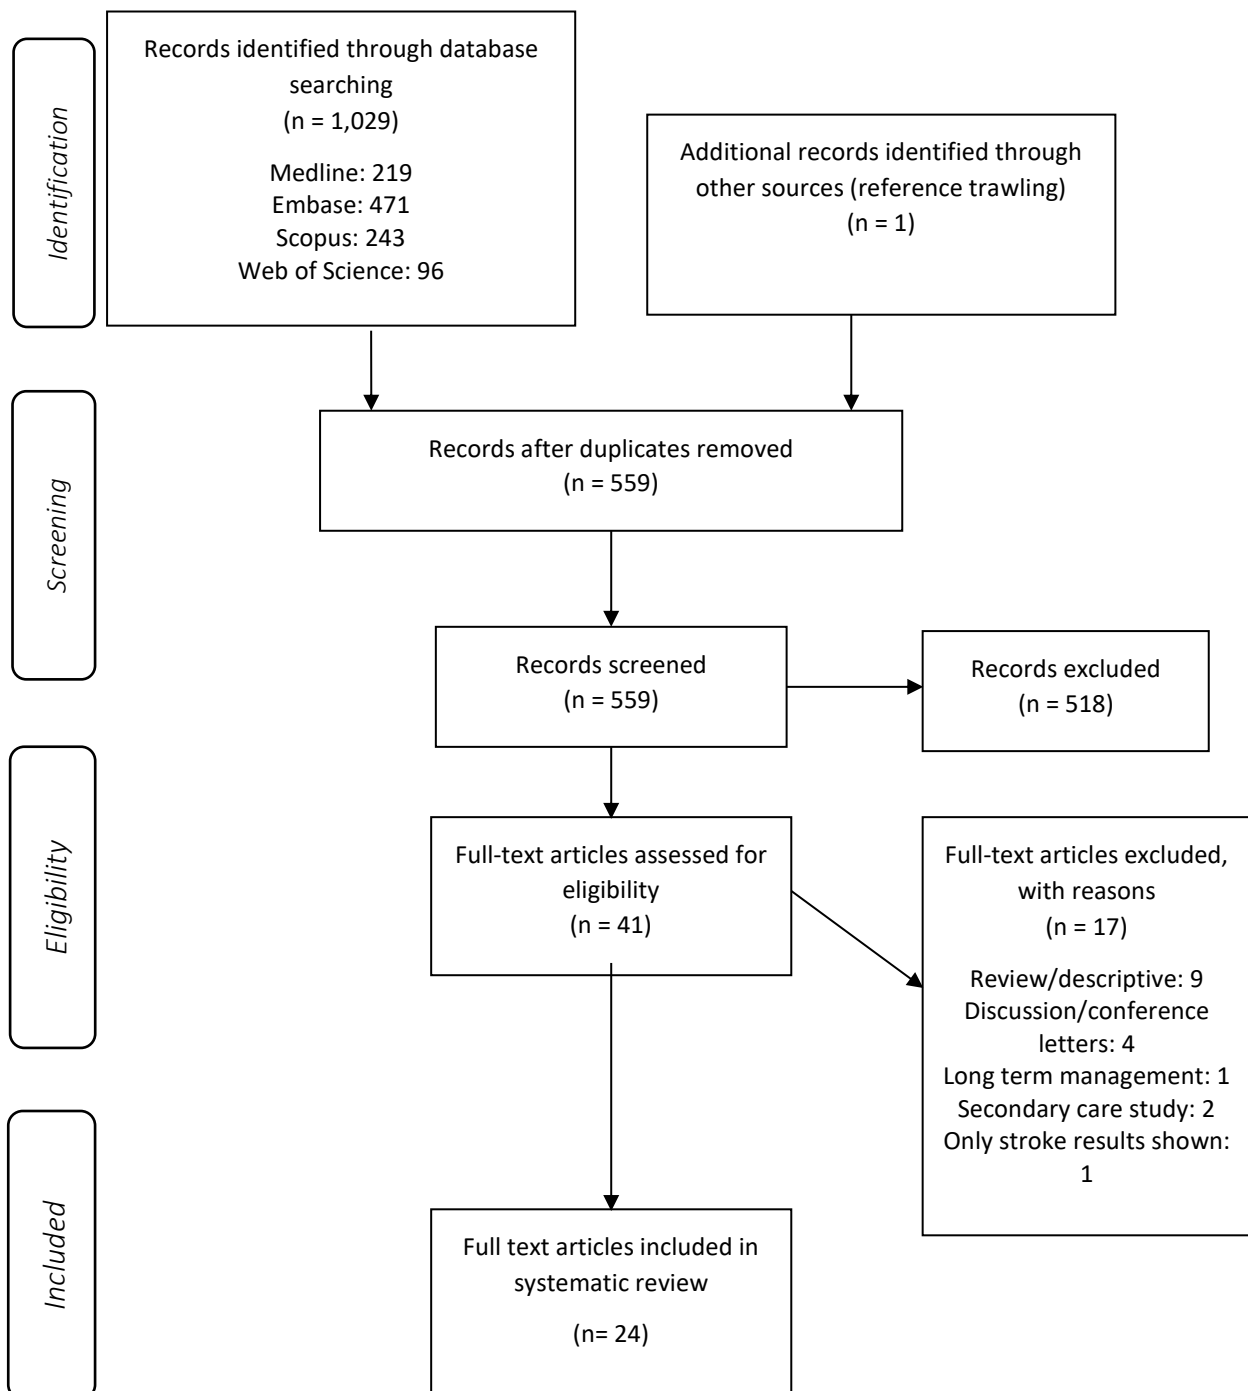 Identification
Records identified through database
searching
(n = 1,029)
Medline: 219
Embase: 471
Scopus: 243
Web of Science: 96
Additional records identified through
other sources (reference trawling)
(n = 1)
Screening
Records after duplicates removed
(n = 559)
Records screened
(n = 559)
Records excluded
(n = 518)
Eligibility
Full-text articles assessed for
eligibility
(n = 41)
Full-text articles excluded,
with reasons
(n = 17)
Review/descriptive: 9
Discussion/conference
letters: 4
Long term management: 1
Secondary care study: 2
Only stroke results shown:
1
Included
Full text articles included in
systematic review
(n= 24)